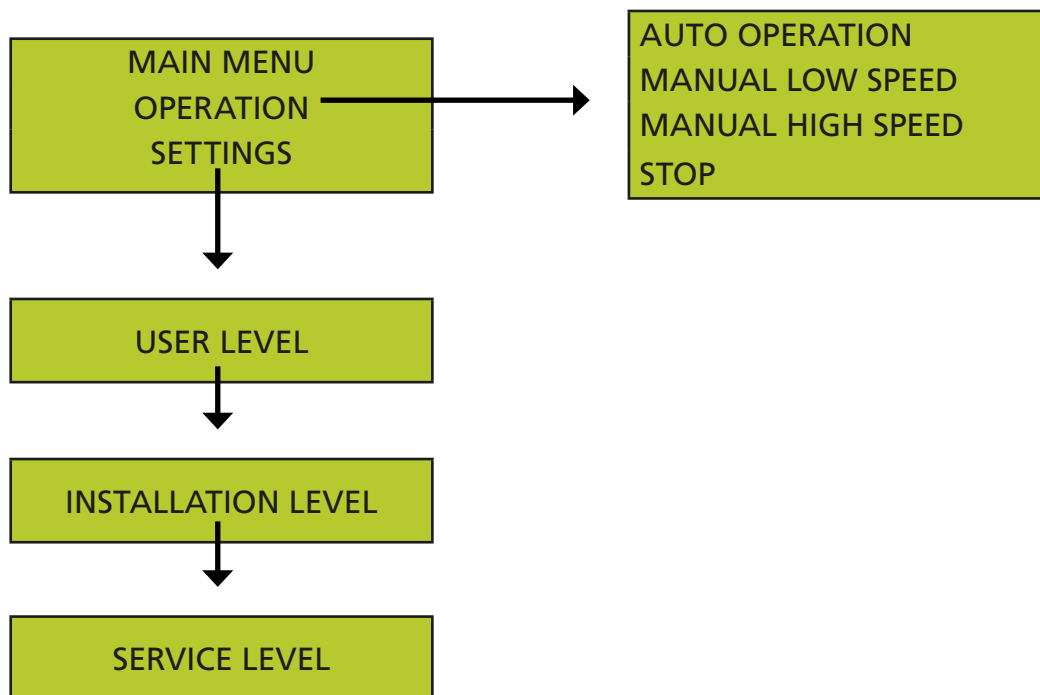 MAIN MENU
OPERATION
SETTINGS
AUTO OPERATION
MANUAL LOW SPEED
MANUAL HIGH SPEED
STOP
USER LEVEL
INSTALLATION LEVEL
SERVICE LEVEL